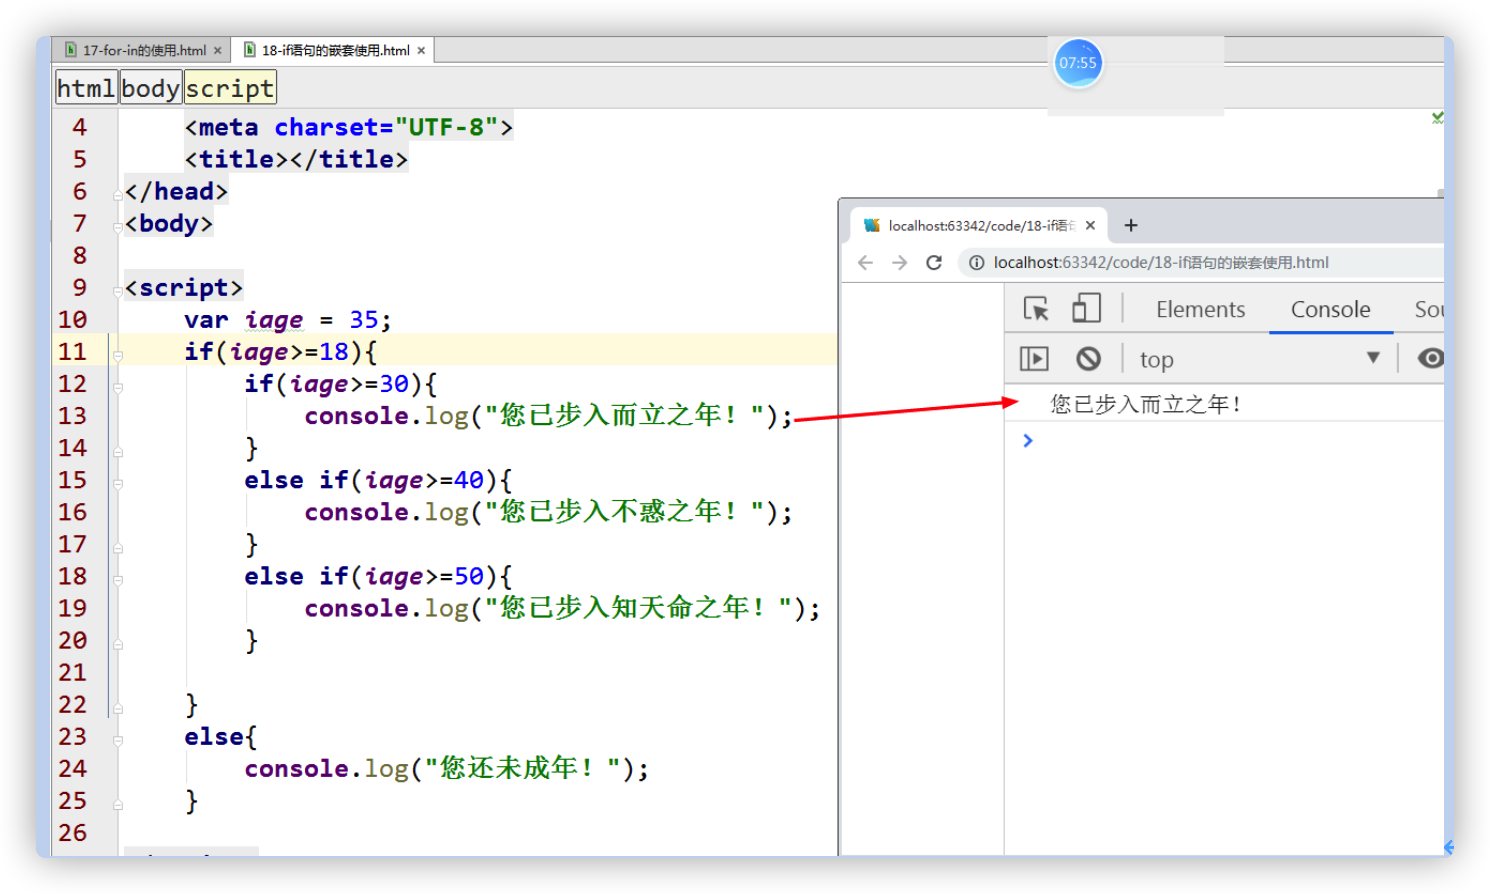 17-for-in的使用.html ×
18-if语句的嵌套使用.html ×
07:55
html body script
4 <meta charset="UTF-8">
5 <title></title>
6 </head>
7 <body>
8
9 <script>
10 var iage = 35;
11 if(iage>=18){
12 if(iage>=30){
13 console.log("您已步入而立之年！");
14 }
15 else if(iage>=40){
16 console.log("您已步入不惑之年！");
17 }
18 else if(iage>=50){
19 console.log("您已步入知天命之年！");
20 }
21
22 }
23 else{
24 console.log("您还未成年！");
25 }
26
localhost:63342/code/18-if语 ×
localhost:63342/code/18-if语句的嵌套使用.html
Elements Console Sou
top
您已步入而立之年！